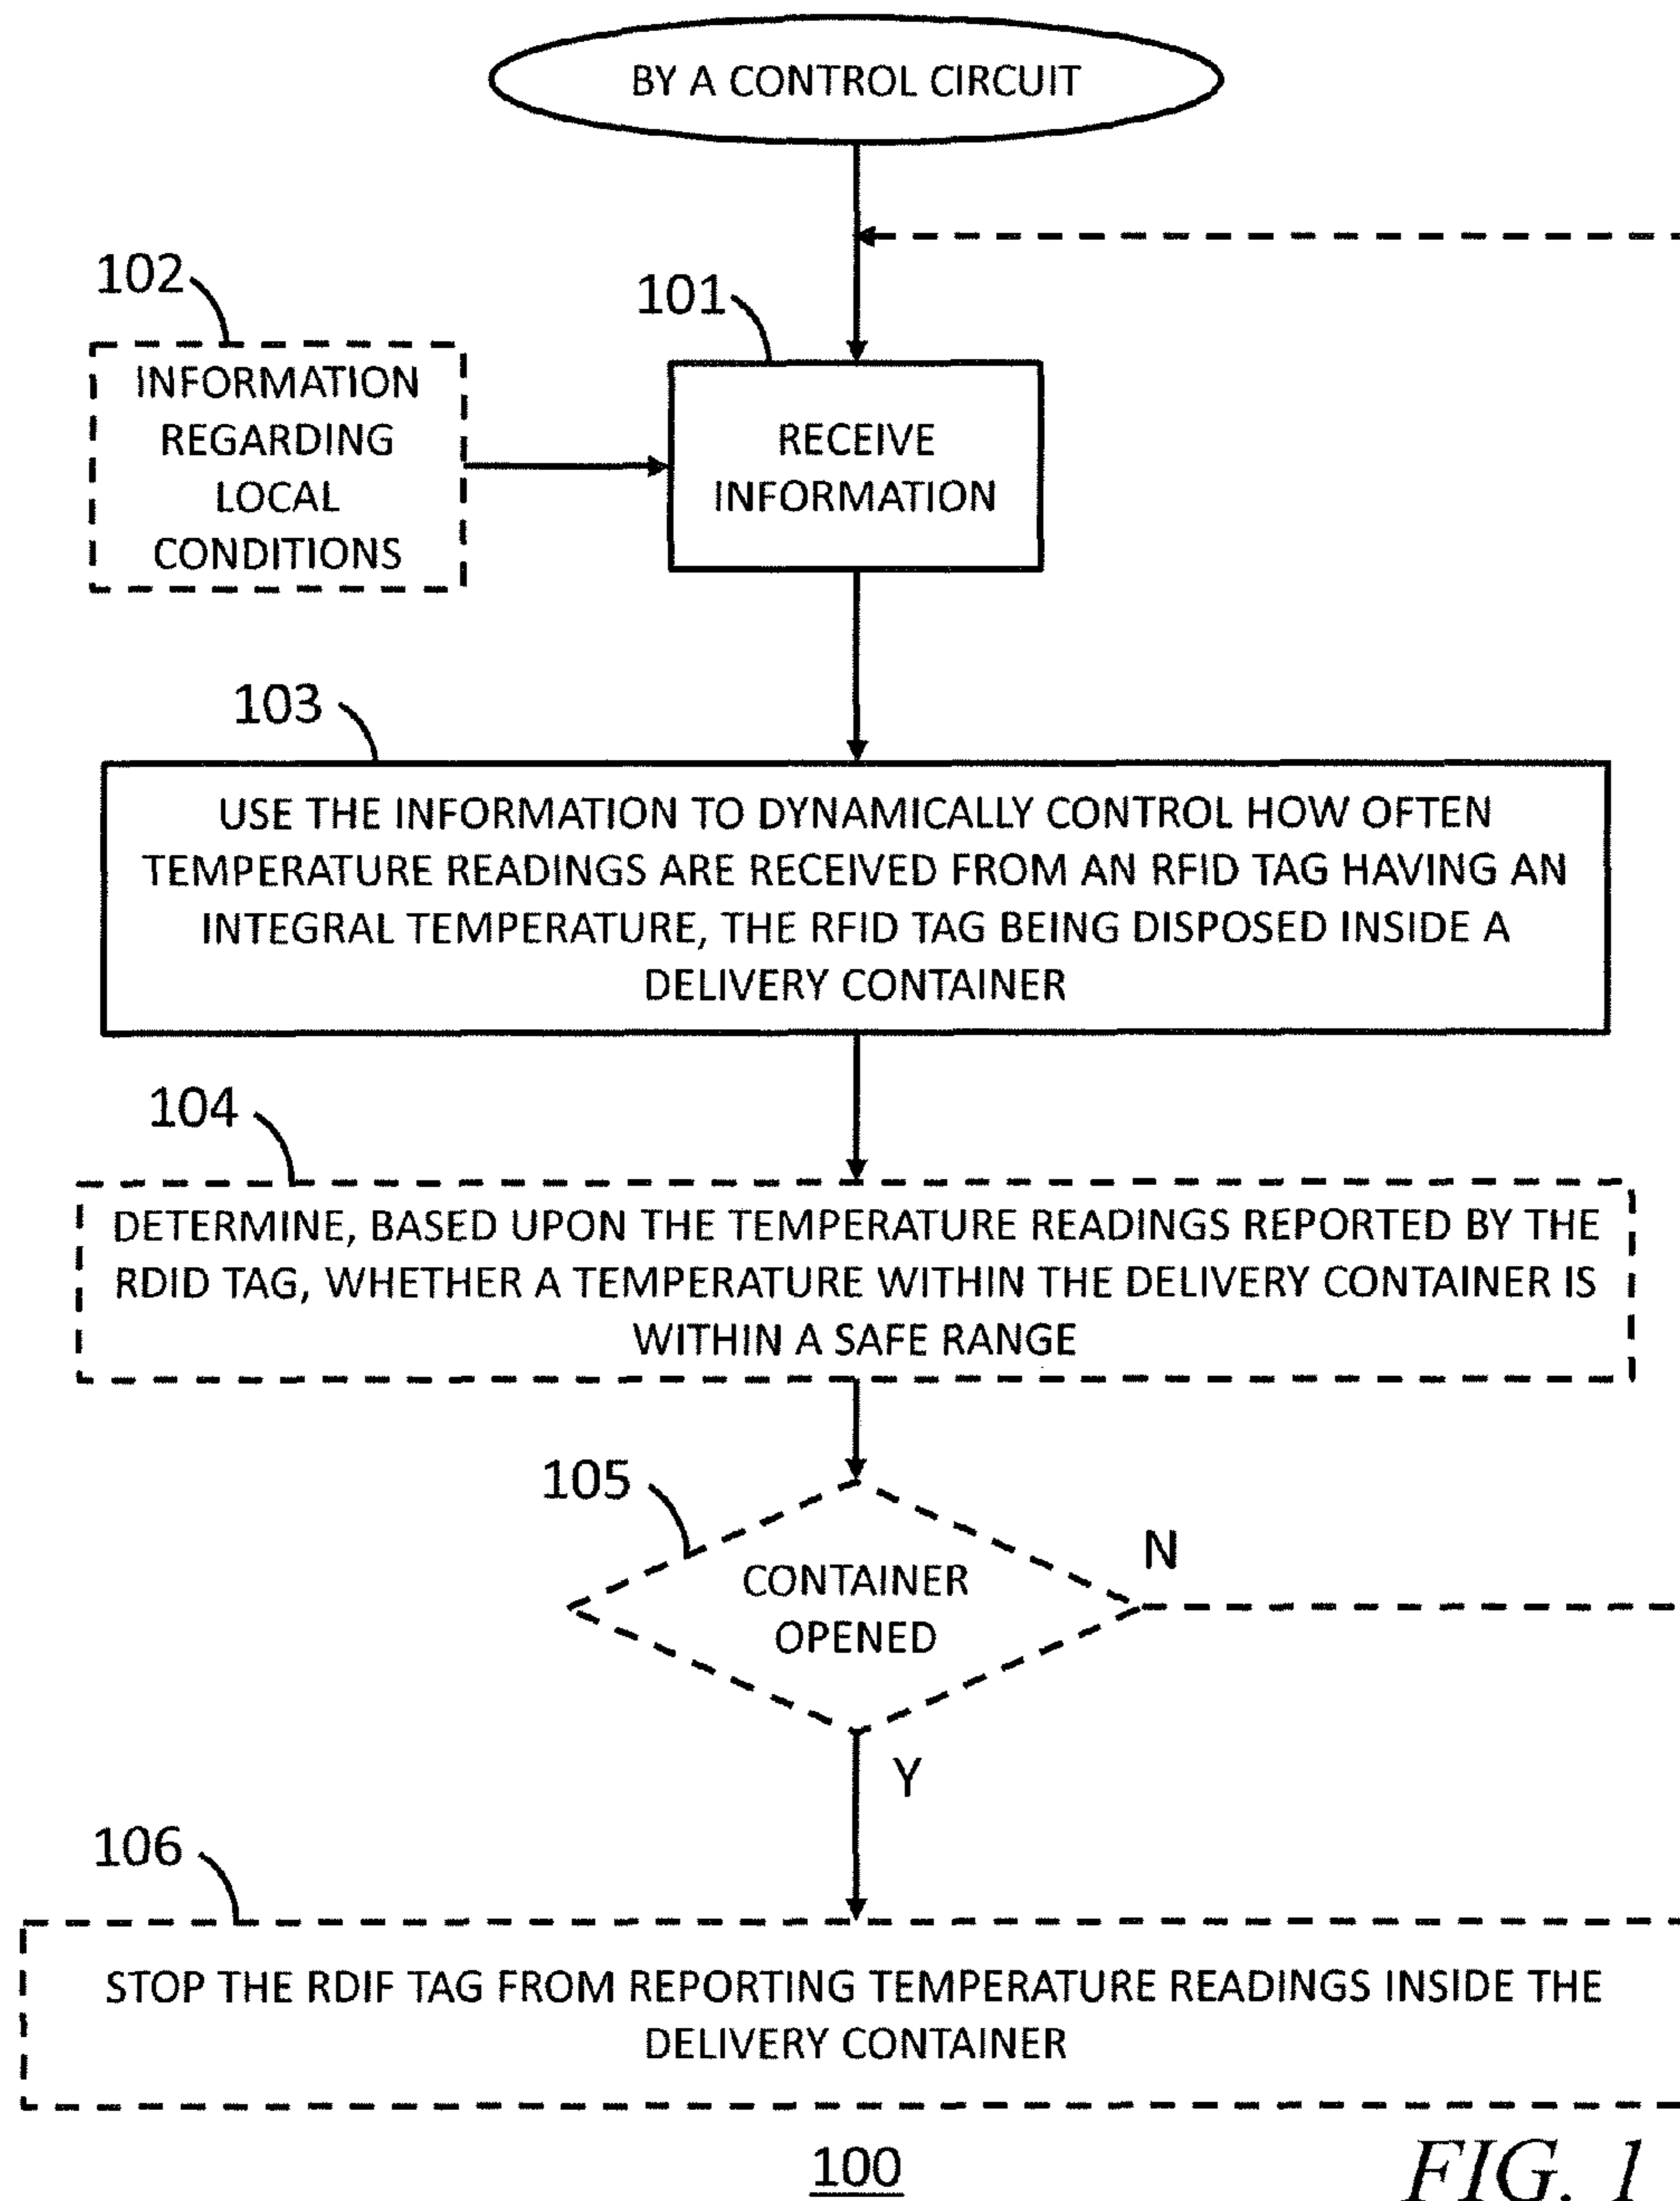 BY A CONTROL CIRCUIT
102
101
INFORMATION
REGARDING
LOCAL
CONDITIONS
RECEIVE
INFORMATION
103
USE THE INFORMATION TO DYNAMICALLY CONTROL HOW OFTEN
TEMPERATURE READINGS ARE RECEIVED FROM AN RFID TAG HAVING AN
INTEGRAL TEMPERATURE, THE RFID TAG BEING DISPOSED INSIDE A
DELIVERY CONTAINER
104
DETERMINE, BASED UPON THE TEMPERATURE READINGS REPORTED BY THE
RDID TAG, WHETHER A TEMPERATURE WITHIN THE DELIVERY CONTAINER IS
WITHIN A SAFE RANGE
105
CONTAINER
OPENED
N
Y
106
STOP THE RDIF TAG FROM REPORTING TEMPERATURE READINGS INSIDE THE
DELIVERY CONTAINER
100
FIG. 1